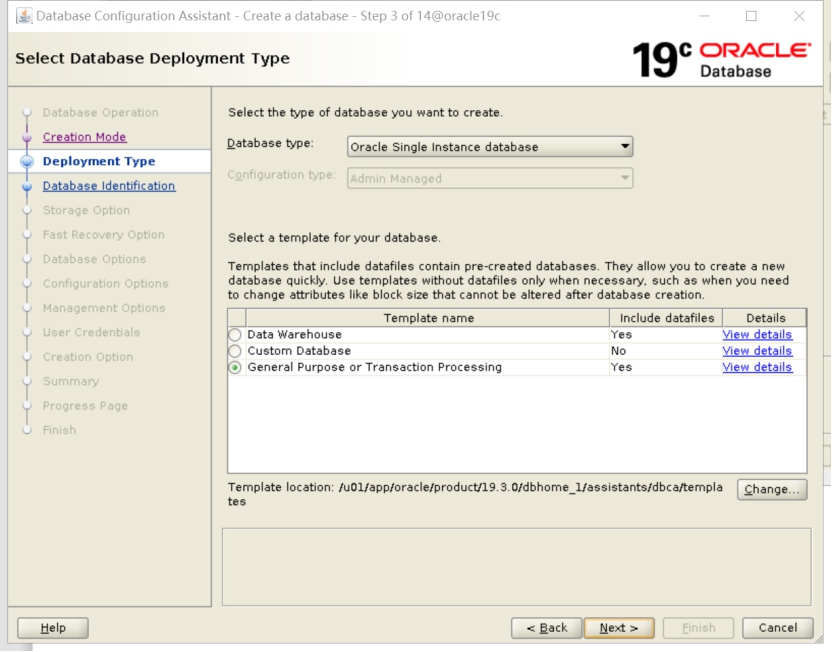 Database Configuration Assistant - Create a database - Step 3 of 14@oracle19c
Select Database Deployment Type
19c ORACLE
Database
Database Operation
Creation Mode
Deployment Type
Database Identification
Storage Option
Fast Recovery Option
Database Options
Configuration Options
Management Options
User Credentials
Creation Option
Summary
Progress Page
Finish
Select the type of database you want to create.
Database type: Oracle Single Instance database
Configuration type: Admin Managed
Select a template for your database.
Templates that include datafiles contain pre-created databases. They allow you to create a new
database quickly. Use templates without datafiles only when necessary, such as when you need
to change attributes like block size that cannot be altered after database creation.
Template name Include datafiles Details
Data Warehouse Yes View details
Custom Database No View details
General Purpose or Transaction Processing Yes View details
Template location: /u01/app/oracle/product/19.3.0/dbhome_1/assistants/dbca/templa
tes
Change...
Help < Back Next > Finish Cancel